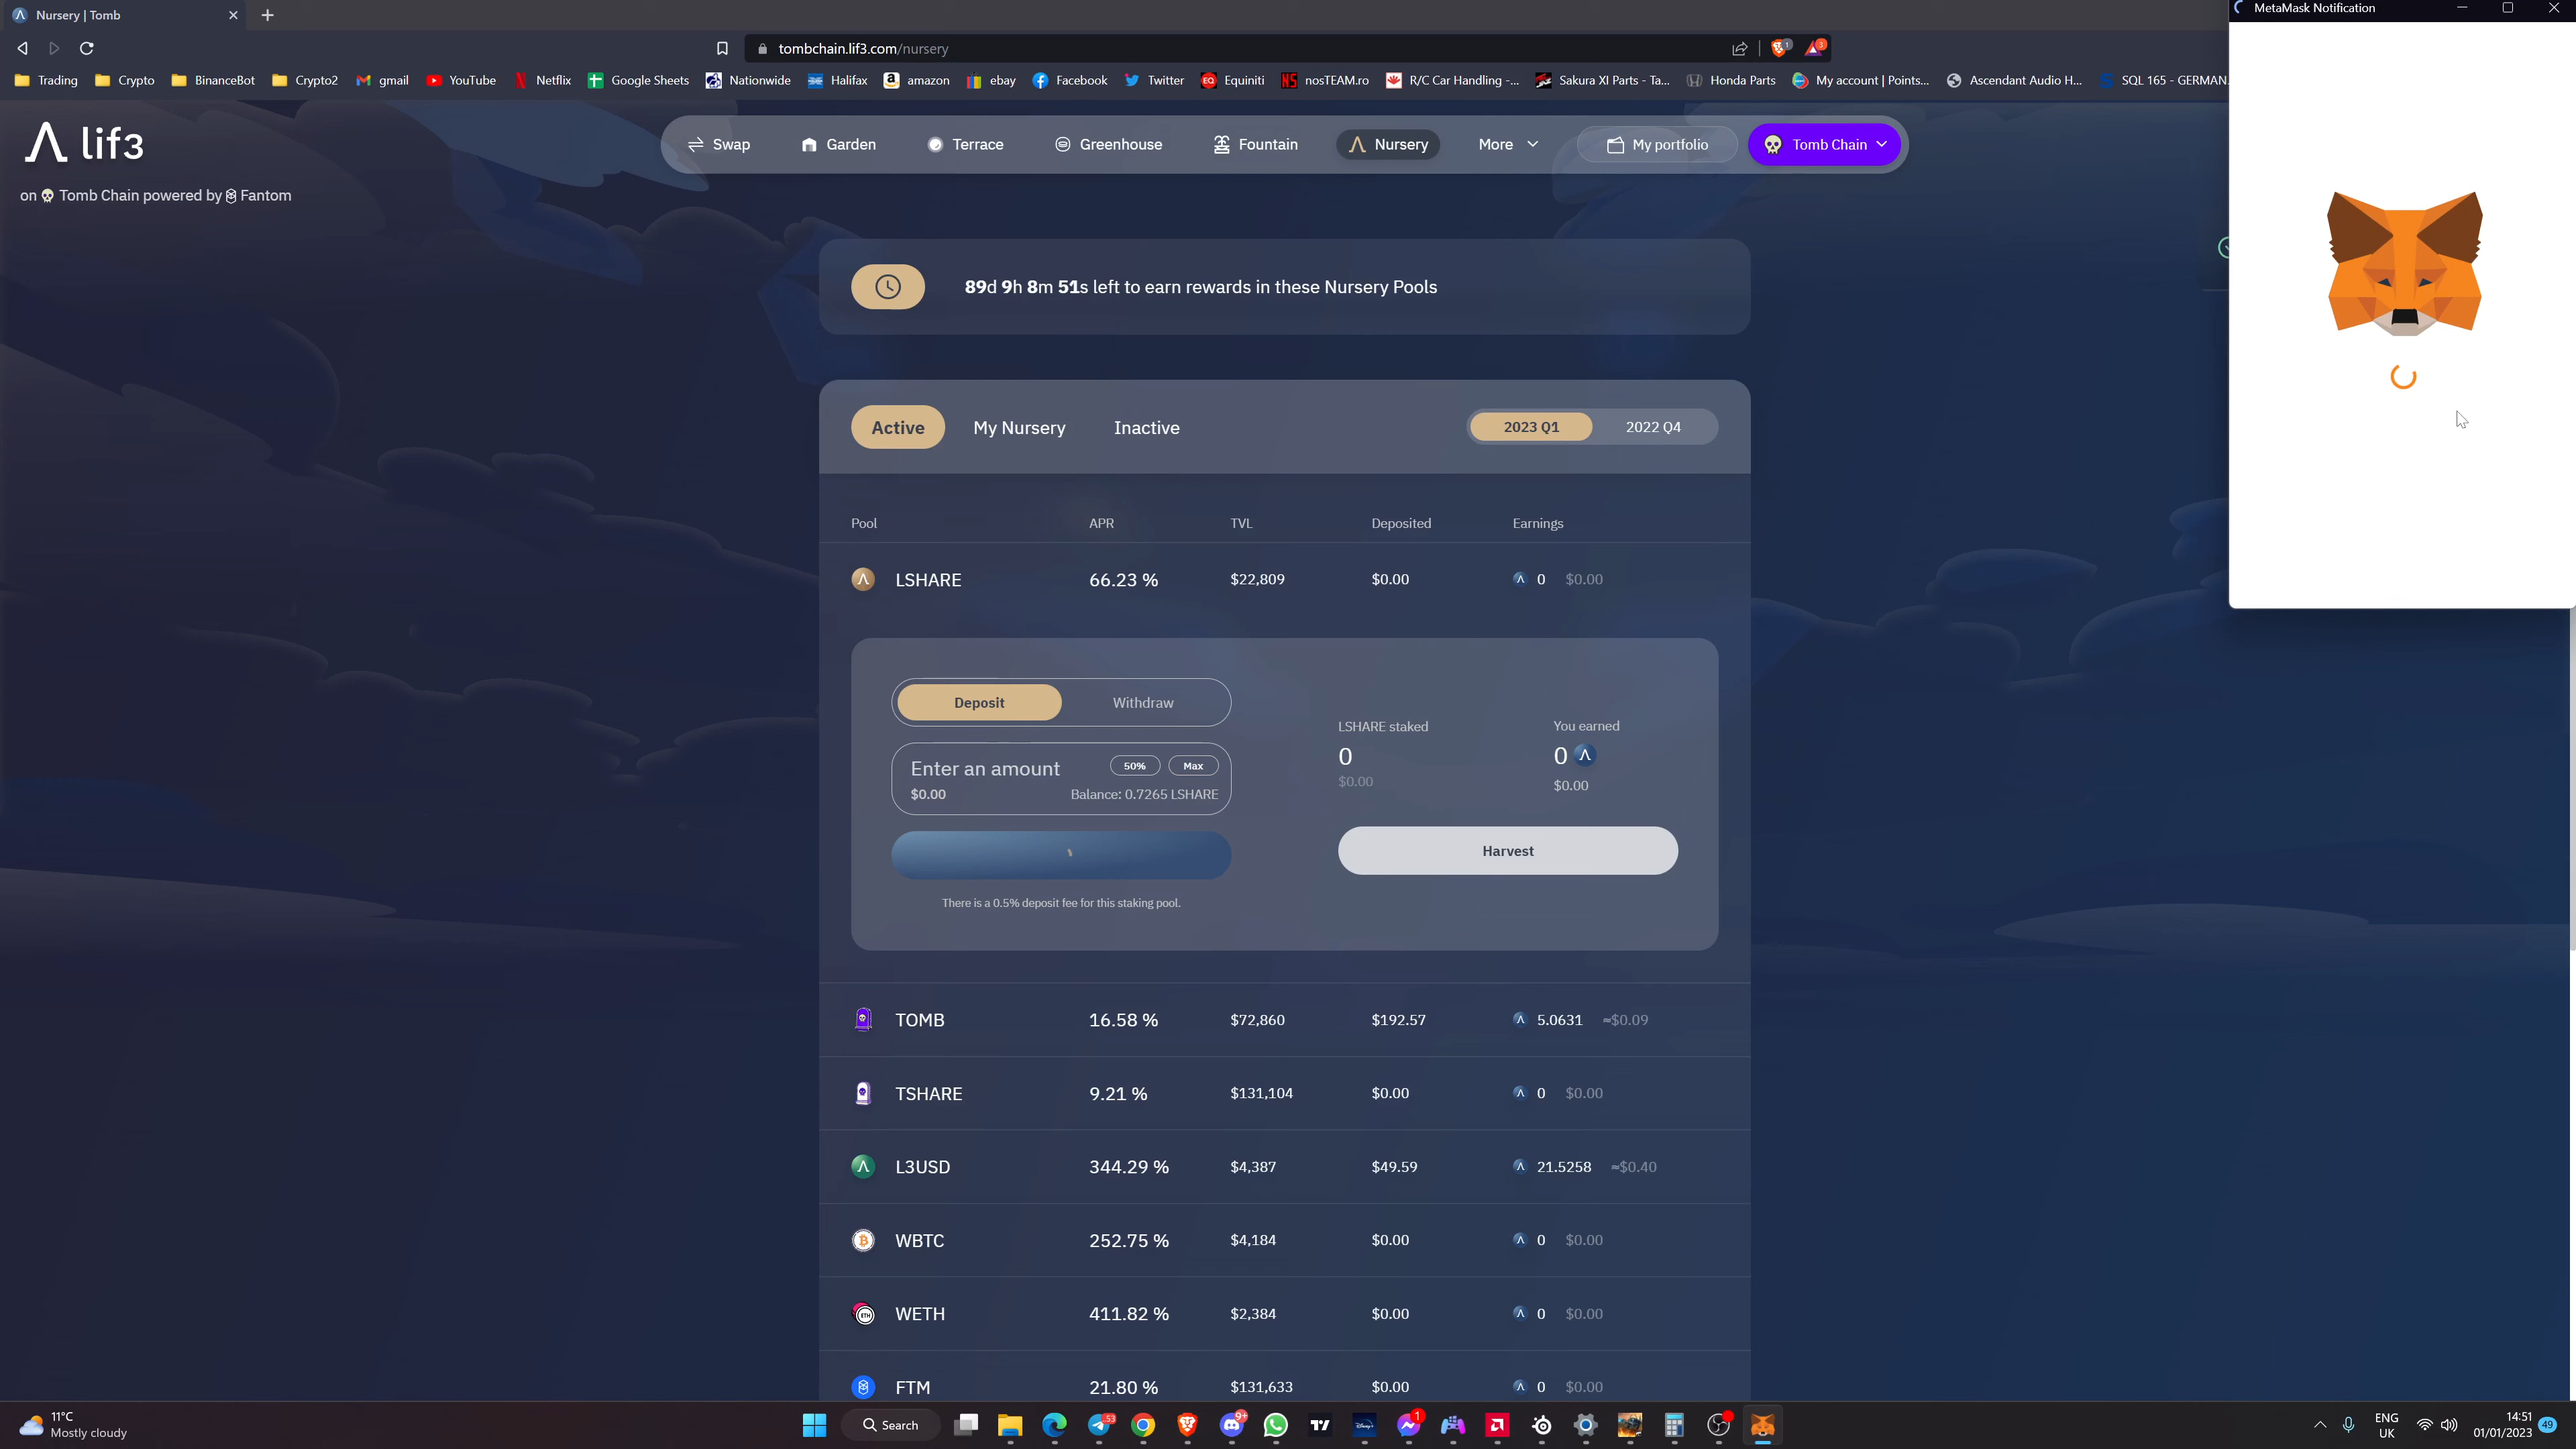 Nursery | Tomb
MetaMask Notification
tombchain.lif3.com/nursery
1
3
Trading
Crypto
BinanceBot
Crypto2
gmail
YouTube
Netflix
Google Sheets
Nationwide
Halifax
amazon
ebay
Facebook
Twitter
Equiniti
nosTEAM.ro
R/C Car Handling -...
Sakura XI Parts - Ta...
Honda Parts
My account | Points...
Ascendant Audio H...
SQL 165 - GERMAN
lif3
on Tomb Chain powered by Fantom
Swap
Garden
Terrace
Greenhouse
Fountain
Nursery
More
My portfolio
Tomb Chain
89d 9h 8m 51s left to earn rewards in these Nursery Pools
Active
My Nursery
Inactive
2023 Q1
2022 Q4
Pool
APR
TVL
Deposited
Earnings
LSHARE
66.23 %
$22,809
$0.00
0
$0.00
Deposit
Withdraw
Enter an amount
50%
Max
$0.00
Balance: 0.7265 LSHARE
There is a 0.5% deposit fee for this staking pool.
LSHARE staked
0
$0.00
You earned
0
$0.00
Harvest
TOMB
16.58 %
$72,860
$192.57
5.0631
≈$0.09
TSHARE
9.21 %
$131,104
$0.00
0
$0.00
L3USD
344.29 %
$4,387
$49.59
21.5258
≈$0.40
WBTC
252.75 %
$4,184
$0.00
0
$0.00
WETH
411.82 %
$2,384
$0.00
0
$0.00
FTM
21.80 %
$131,633
$0.00
0
$0.00
11°C
Mostly cloudy
Search
53
9+
1
ENG
UK
14:51
01/01/2023
49